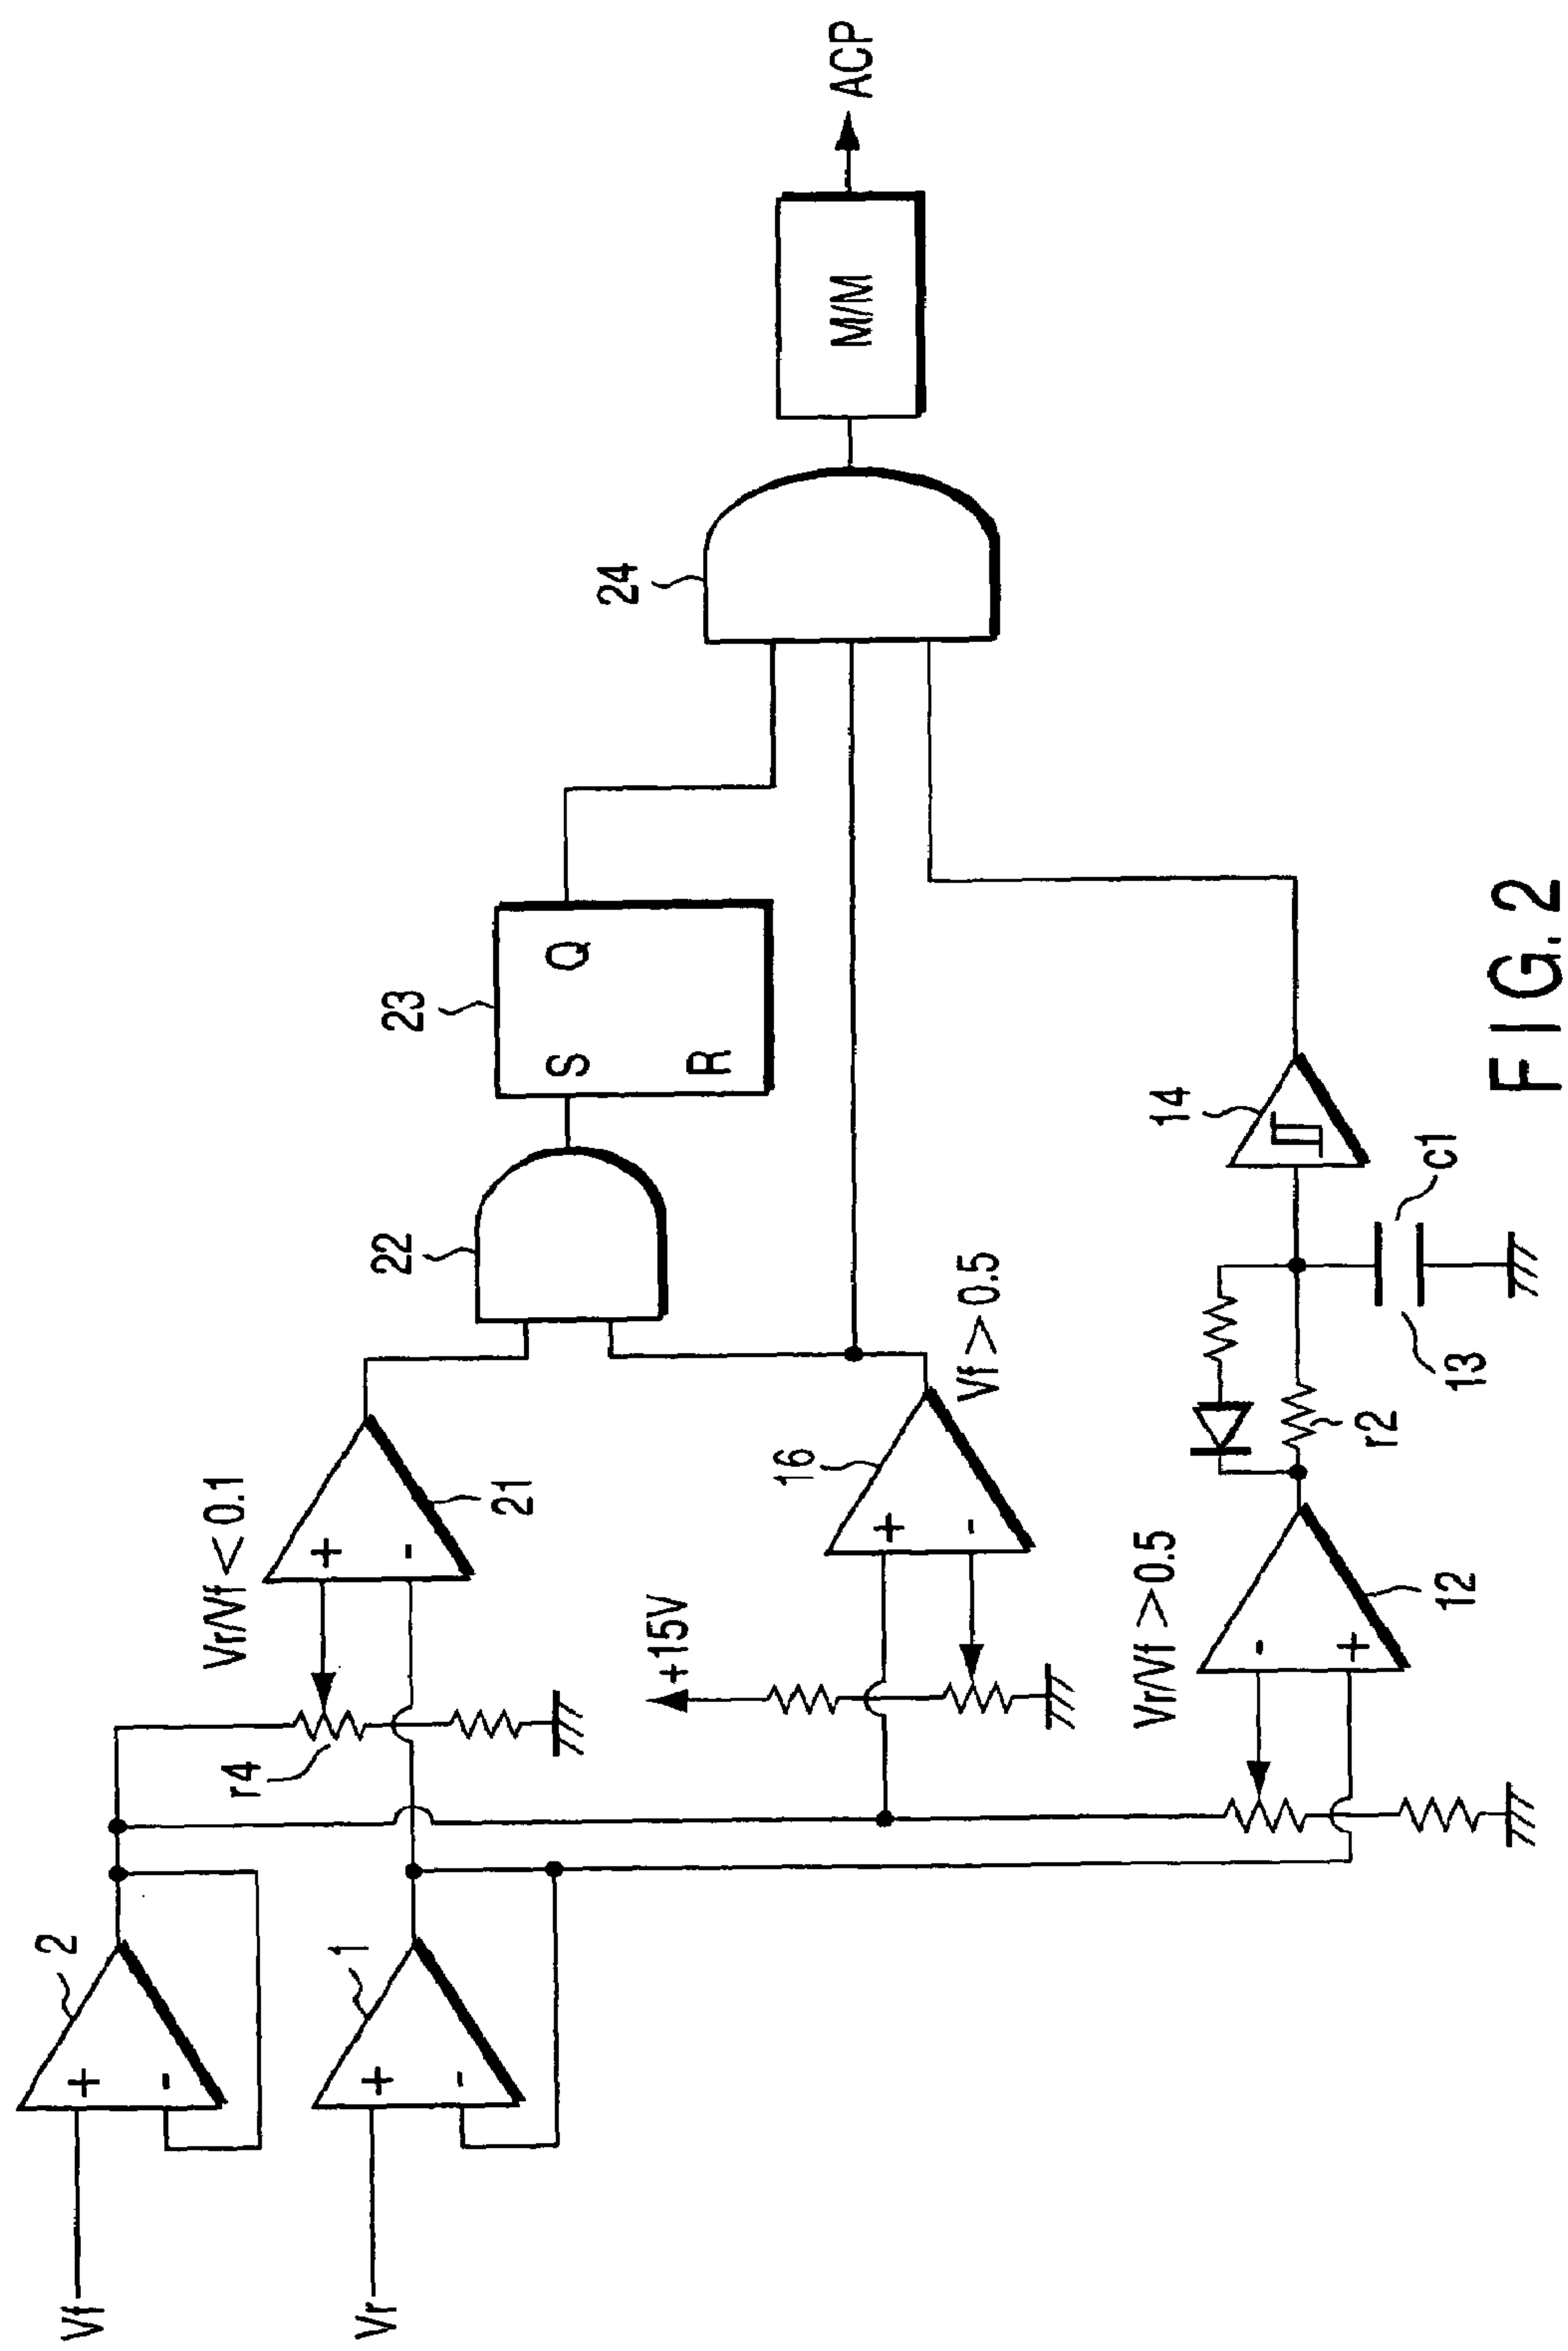 Vf
Vr
+
-
2
+
-
1
r4
Vr/Vf < 0.1
+
-
21
+15V
+
-
16
Vf > 0.5
Vr/Vf > 0.5
-
+
12
r2
13
c1
14
22
S
R
Q
23
24
M/M
ACP
FIG. 2